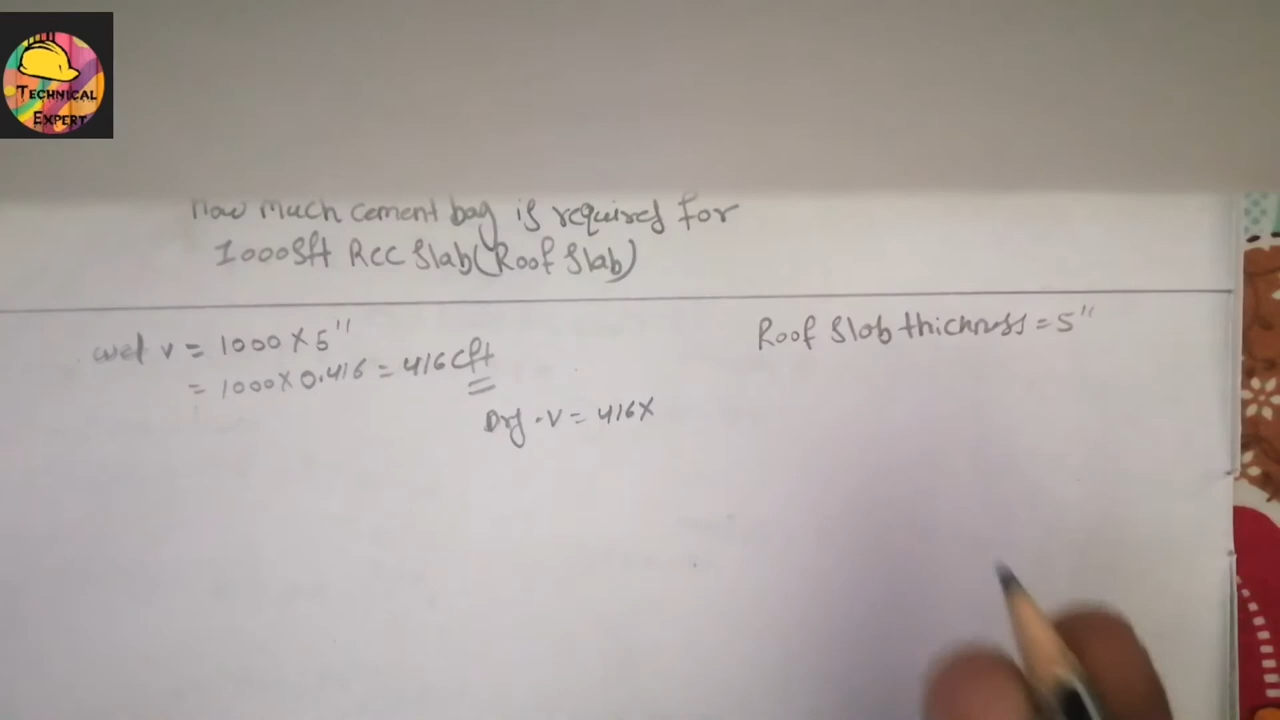 TECHNICAL
EXPERT
How much cement bag is required for
1000Sft RCC Slab(Roof Slab)
wet v = 1000 X 5"
= 1000 X 0.416 = 416 Cft
Dry.v = 416X
Roof Slab thickness = 5"